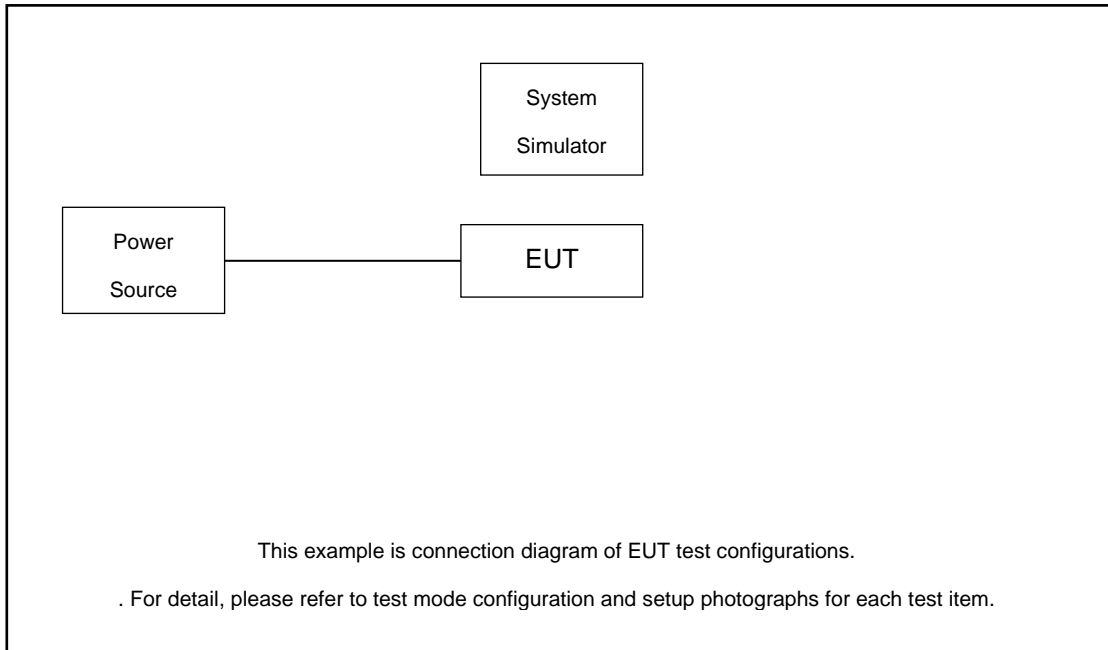 System
Simulator
Power
Source
EUT
This example is connection diagram of EUT test configurations.
. For detail, please refer to test mode configuration and setup photographs for each test item.